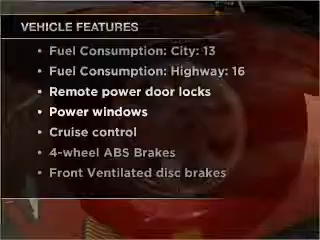 VEHICLE FEATURES
• Fuel Consumption: City: 13
• Fuel Consumption: Highway: 16
• Remote power door locks
• Power windows
• Cruise control
• 4-wheel ABS Brakes
• Front Ventilated disc brakes